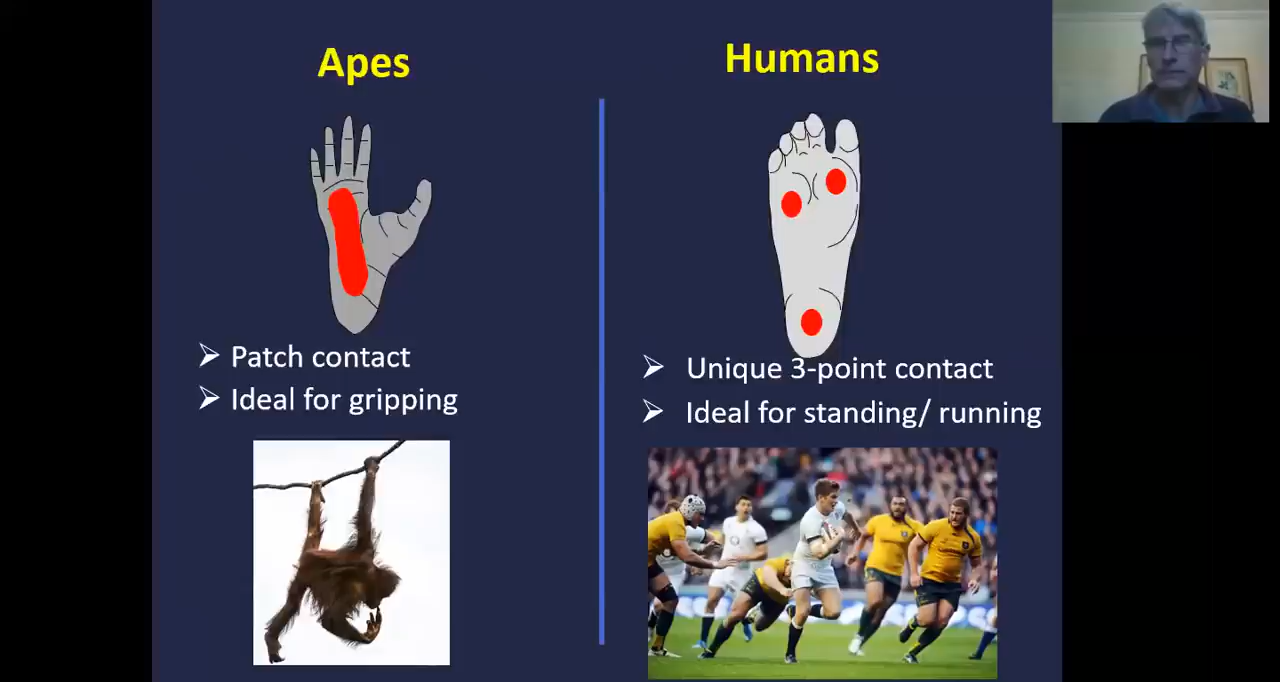 Apes
Humans
➢ Patch contact
➢ Ideal for gripping
➢ Unique 3-point contact
➢ Ideal for standing/ running